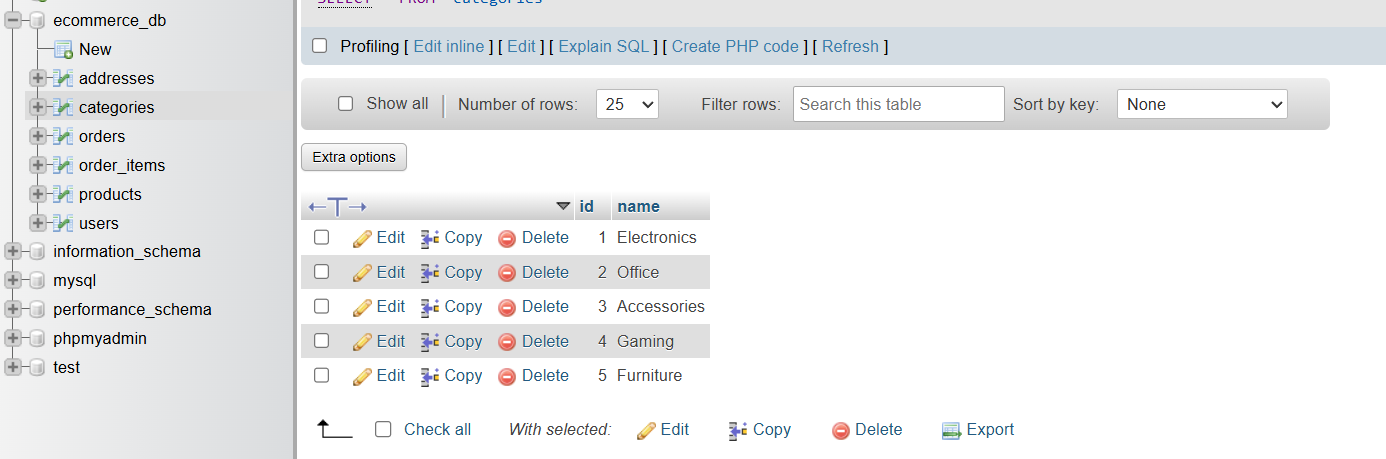 ecommerce_db
New
addresses
categories
orders
order_items
products
users
information_schema
mysql
performance_schema
phpmyadmin
test
SELECT * FROM `categories`
Profiling [ Edit inline ] [ Edit ] [ Explain SQL ] [ Create PHP code ] [ Refresh ]
Show all Number of rows: 25 Filter rows: Search this table Sort by key: None
Extra options
id name
Edit Copy Delete 1 Electronics
Edit Copy Delete 2 Office
Edit Copy Delete 3 Accessories
Edit Copy Delete 4 Gaming
Edit Copy Delete 5 Furniture
Check all With selected: Edit Copy Delete Export